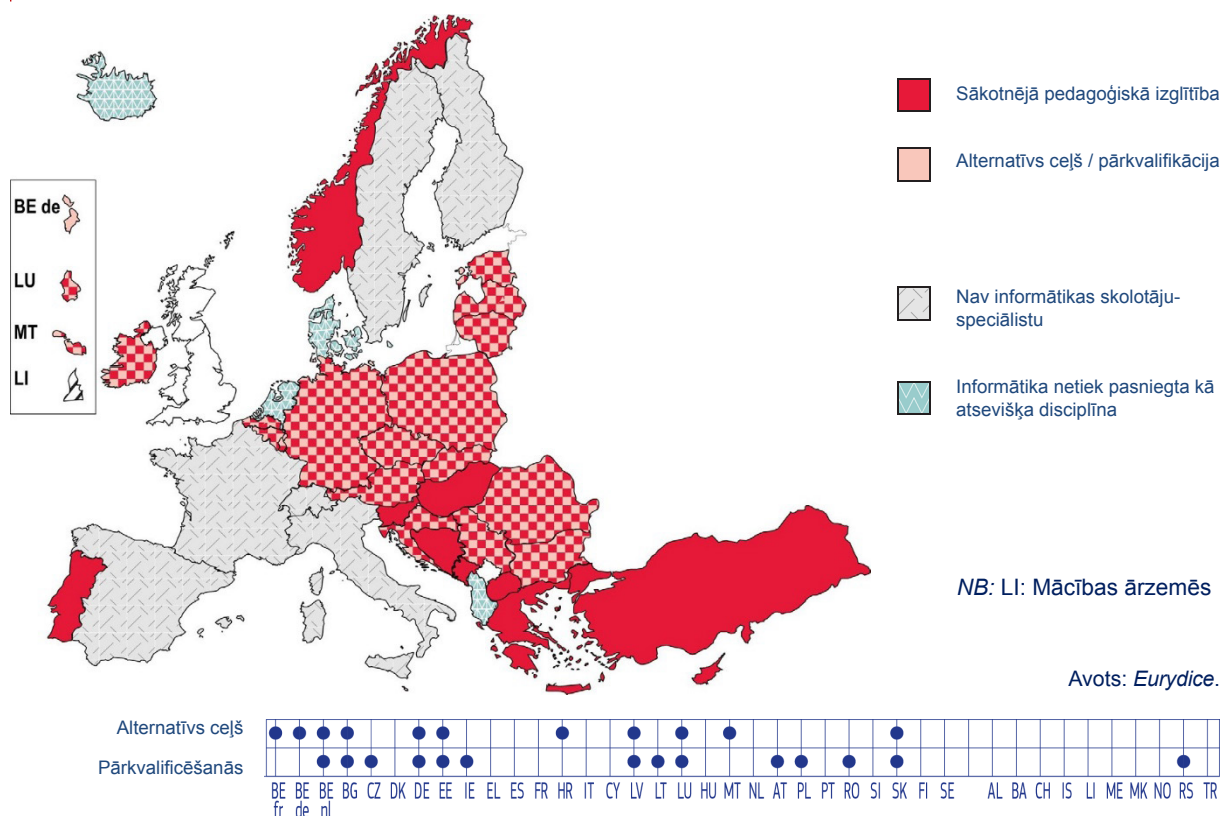 Sākotnējā pedagoģiskā izglītība
Alternatīvs ceļš / pārkvalifikācija
BE de
LU
MT
LI
Nav informātikas skolotāju-
speciālistu
Informātika netiek pasniegta kā
atsevišķa disciplīna
NB: LI: Mācības ārzemēs
Avots: Eurydice.
Alternatīvs ceļš
Pārkvalificēšanās
BE BE BE BG CZ DK DE EE IE EL ES FR HR IT CY LV LT LU HU MT NL AT PL PT RO SI SK FI SE AL BA CH IS LI ME MK NO RS TR
fr de nl